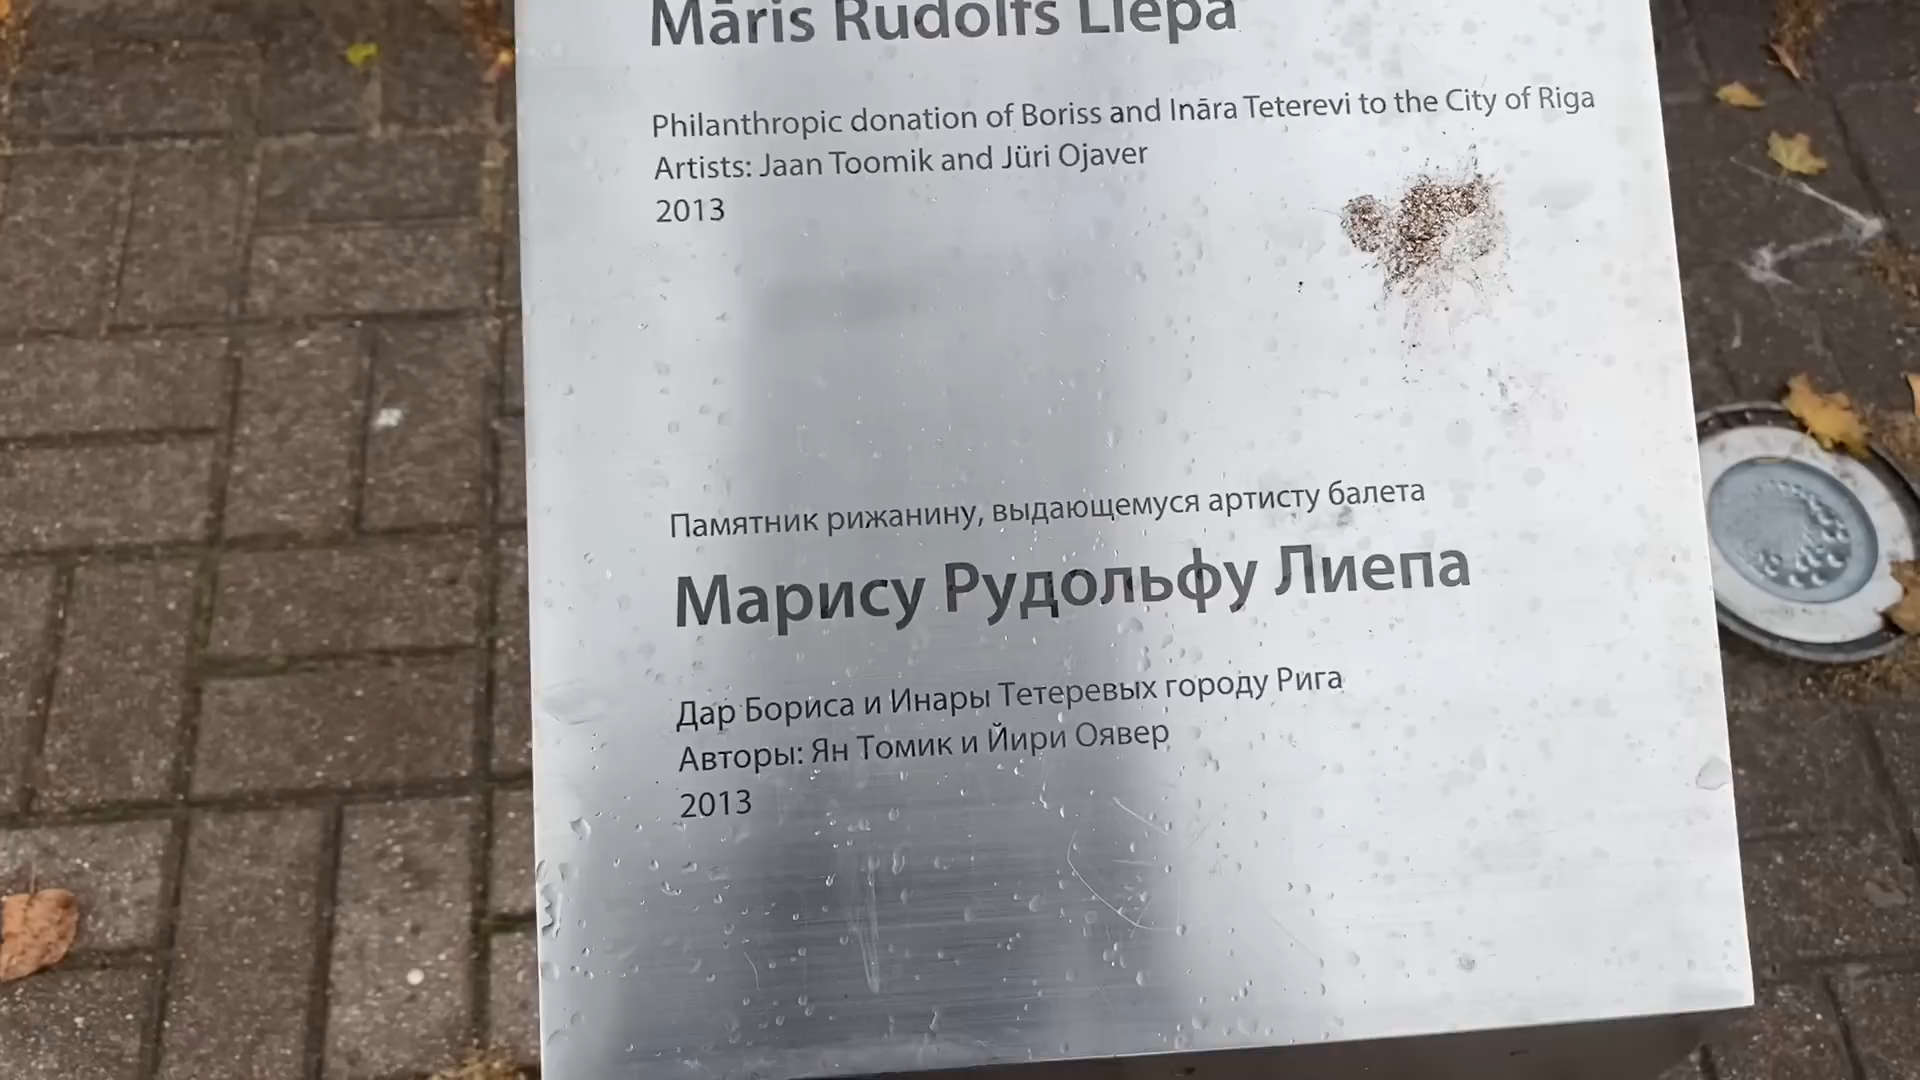 Māris Rudolfs Liepa
Philanthropic donation of Boriss and Ināra Teterevi to the City of Riga
Artists: Jaan Toomik and Jüri Ojaver
2013
Памятник рижанину, выдающемуся артисту балета
Марису Рудольфу Лиепа
Дар Бориса и Инары Тетеревых городу Рига
Авторы: Ян Томик и Йири Оявер
2013